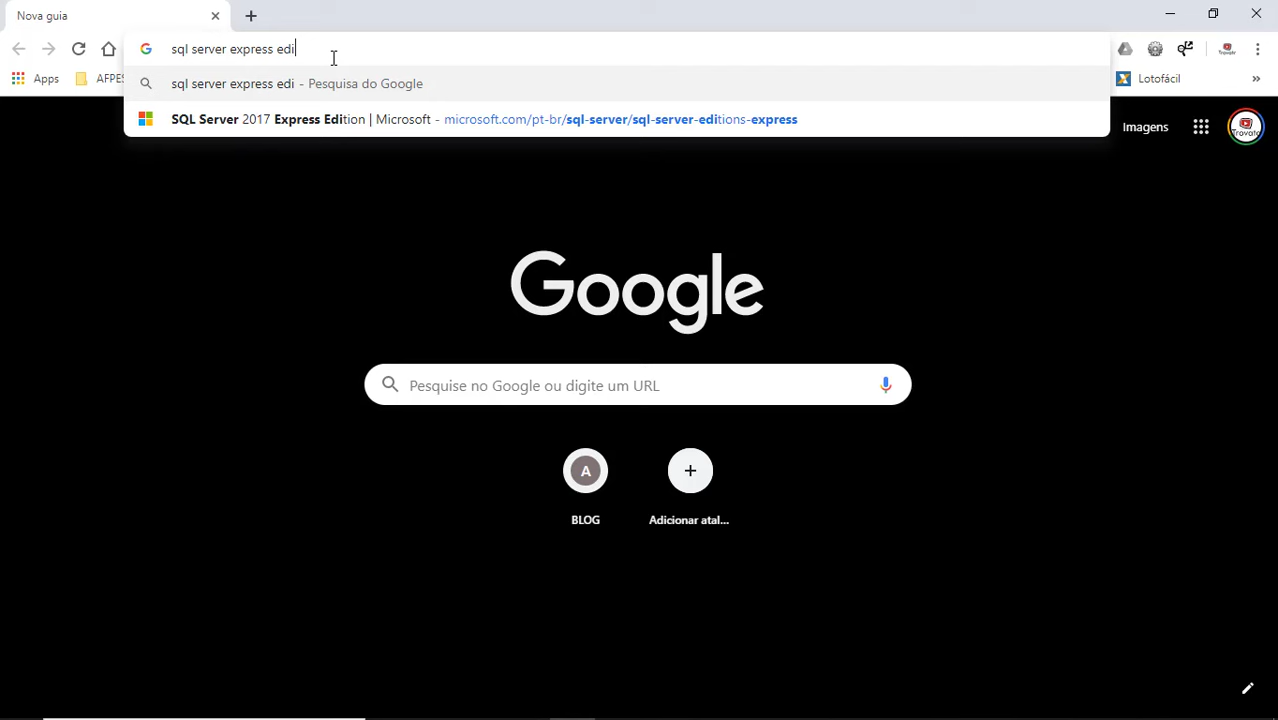 Nova guia
sql server express edi
Apps AFPES Lotofácil »
sql server express edi - Pesquisa do Google
SQL Server 2017 Express Edition | Microsoft - microsoft.com/pt-br/sql-server/sql-server-editions-express
Imagens
Trovato
Google
Pesquise no Google ou digite um URL
A
BLOG
Adicionar atal...